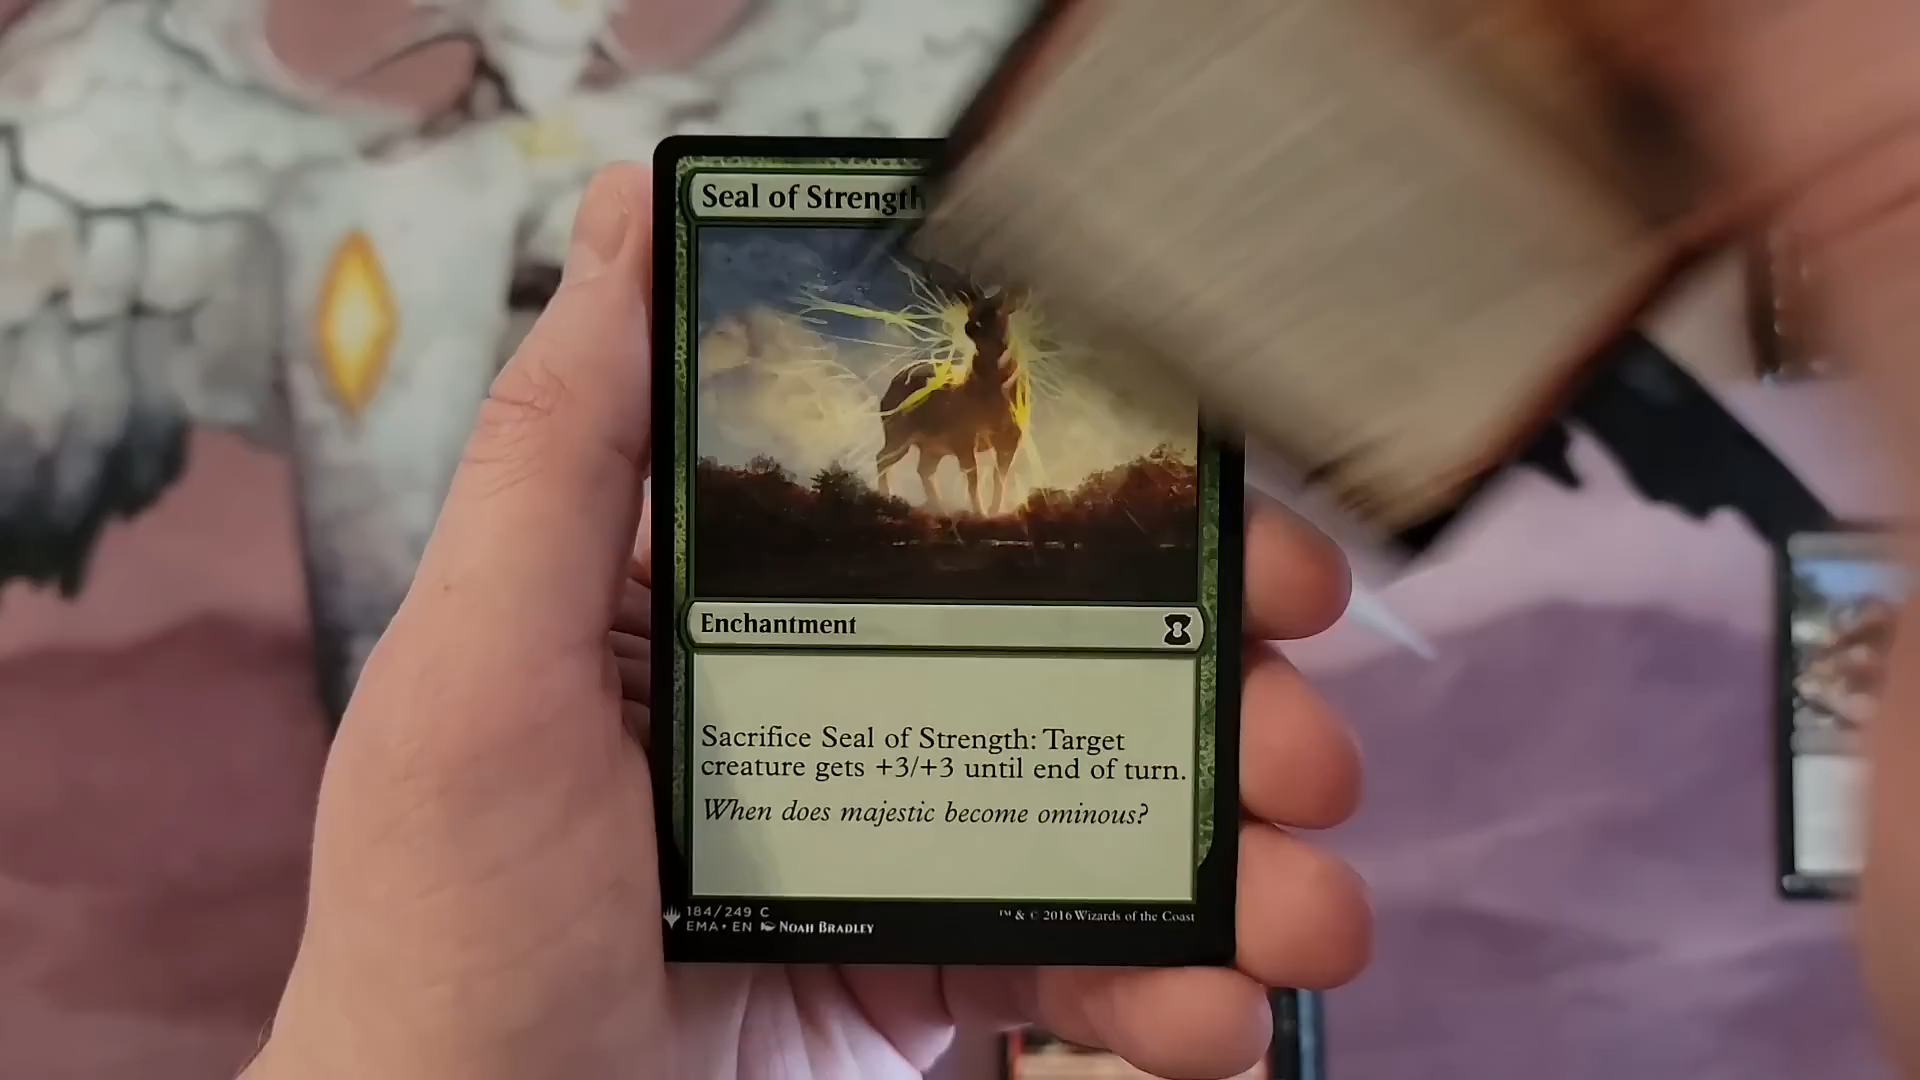 Seal of Strength
Enchantment
Sacrifice Seal of Strength: Target
creature gets +3/+3 until end of turn.
When does majestic become ominous?
184/249 C
EMA • EN NOAH BRADLEY
™ & © 2016 Wizards of the Coast